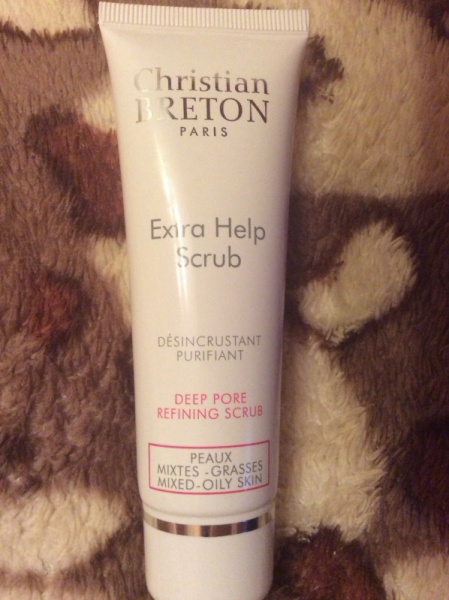 Christian
BRETON
PARIS
Extra Help
Scrub
DÉSINCRUSTANT
PURIFIANT
DEEP PORE
REFINING SCRUB
PEAUX
MIXTES-GRASSES
MIXED-OILY SKIN